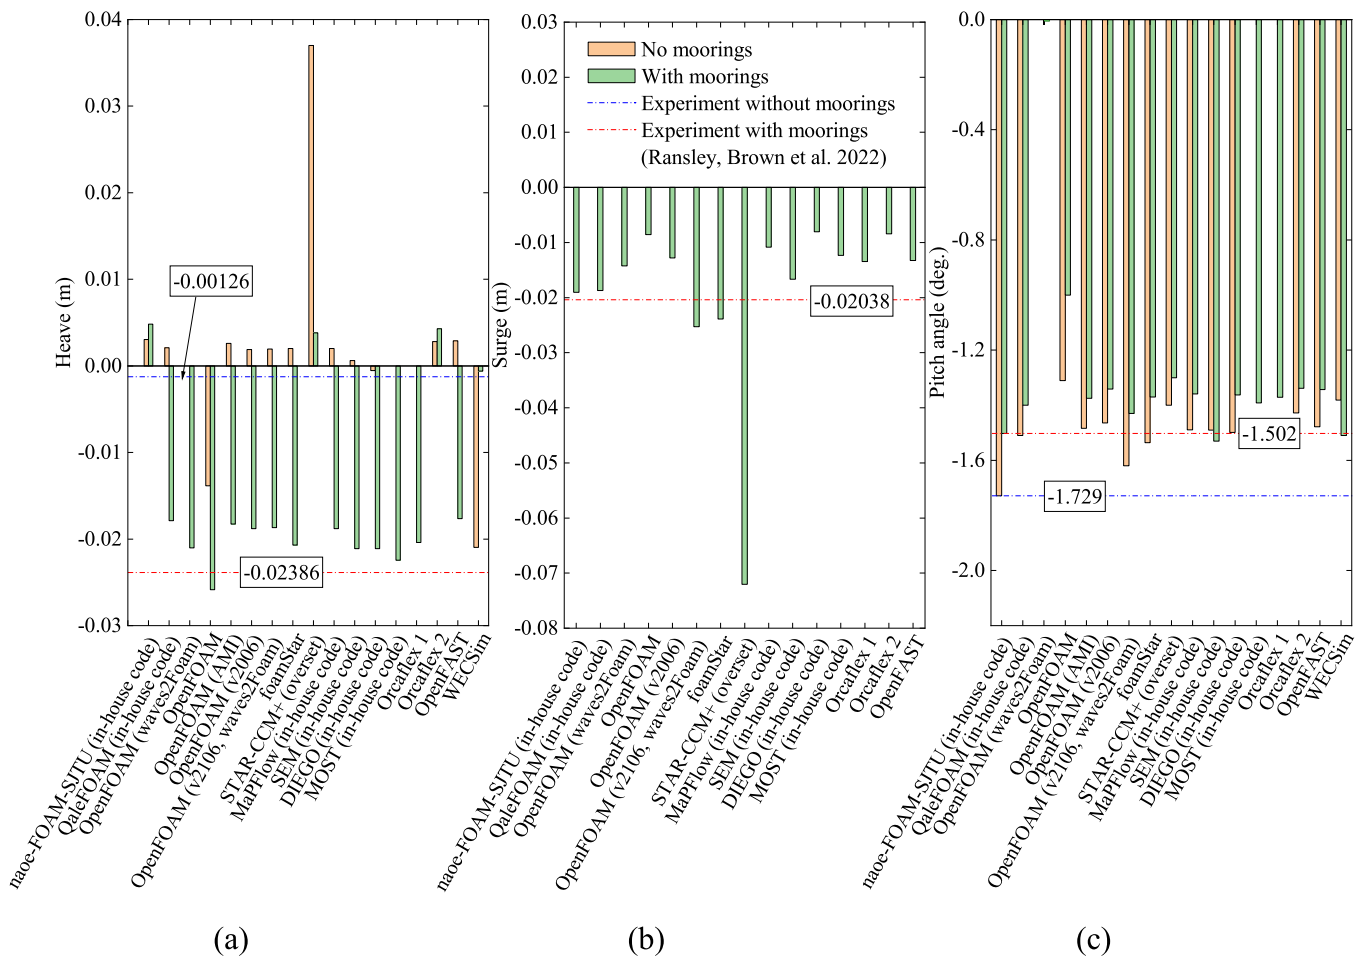 0.04
0.03
0.02
0.01
0.00
-0.01
-0.02
-0.03
Heave (m)
-0.00126
-0.02386
naoe-FOAM-SJTU (in-house code)
QaleFOAM (in-house code)
OpenFOAM (waves2Foam)
OpenFOAM
OpenFOAM (AMI)
OpenFOAM (v2006)
OpenFOAM (v2106, waves2Foam)
foamStar
STAR-CCM+ (overset)
MaPFlow (in-house code)
SEM (in-house code)
DIEGO (in-house code)
MOST (in-house code)
Orcaflex 1
Orcaflex 2
OpenFAST
WECSim
(a)
0.03
0.02
0.01
0.00
-0.01
-0.02
-0.03
-0.04
-0.05
-0.06
-0.07
-0.08
Surge (m)
No moorings
With moorings
Experiment without moorings
Experiment with moorings
(Ransley, Brown et al. 2022)
-0.02038
naoe-FOAM-SJTU (in-house code)
QaleFOAM (in-house code)
OpenFOAM (waves2Foam)
OpenFOAM
OpenFOAM (v2006)
OpenFOAM (v2106, waves2Foam)
foamStar
STAR-CCM+ (overset)
MaPFlow (in-house code)
SEM (in-house code)
DIEGO (in-house code)
MOST (in-house code)
Orcaflex 1
Orcaflex 2
OpenFAST
(b)
0.0
-0.4
-0.8
-1.2
-1.6
-2.0
Pitch angle (deg.)
-1.502
-1.729
naoe-FOAM-SJTU (in-house code)
QaleFOAM (in-house code)
OpenFOAM (waves2Foam)
OpenFOAM
OpenFOAM (AMI)
OpenFOAM (v2006)
OpenFOAM (v2106, waves2Foam)
foamStar
STAR-CCM+ (overset)
MaPFlow (in-house code)
SEM (in-house code)
DIEGO (in-house code)
MOST (in-house code)
Orcaflex 1
Orcaflex 2
OpenFAST
WECSim
(c)